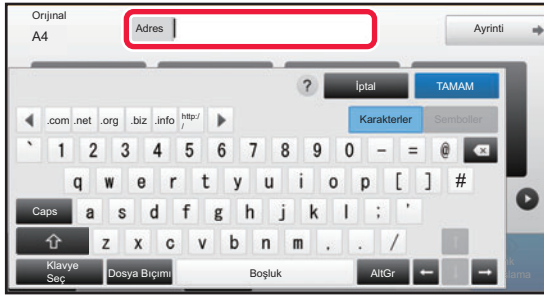 Orijinal
A4
Adres
Ayrinti
? İptal TAMAM
.com .net .org .biz .info http:/
/
Karakterler Semboller
` 1 2 3 4 5 6 7 8 9 0 - = @
q w e r t y u i o p [ ] #
Caps a s d f g h j k l ; '
z x c v b n m , . /
Klavye
Seç
Dosya Bıçımı Boşluk AltGr